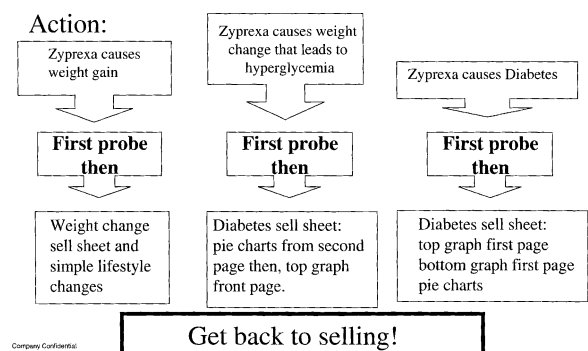 Action:
Zyprexa causes
weight gain
First probe
then
Weight change
sell sheet and
simple lifestyle
changes
Zyprexa causes weight
change that leads to
hyperglycemia
First probe
then
Diabetes sell sheet:
pie charts from second
page then, top graph
front page.
Zyprexa causes Diabetes
First probe
then
Diabetes sell sheet:
top graph first page
bottom graph first page
pie charts
Get back to selling!
Company Confidential